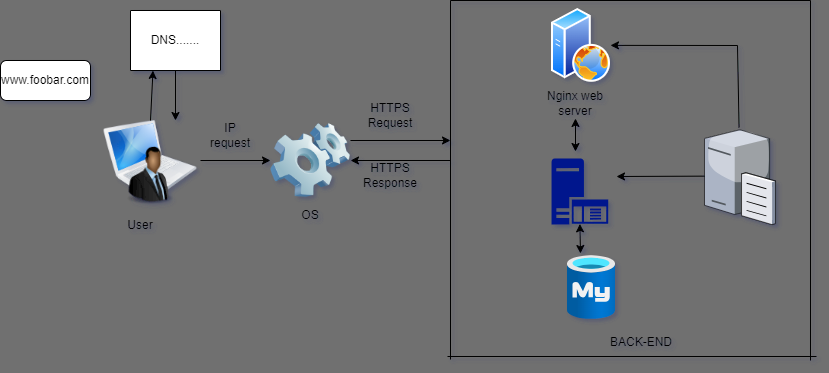 DNS.......
www.foobar.com
IP
request
HTTPS
Request
HTTPS
Response
User
OS
Nginx web
server
My
BACK-END